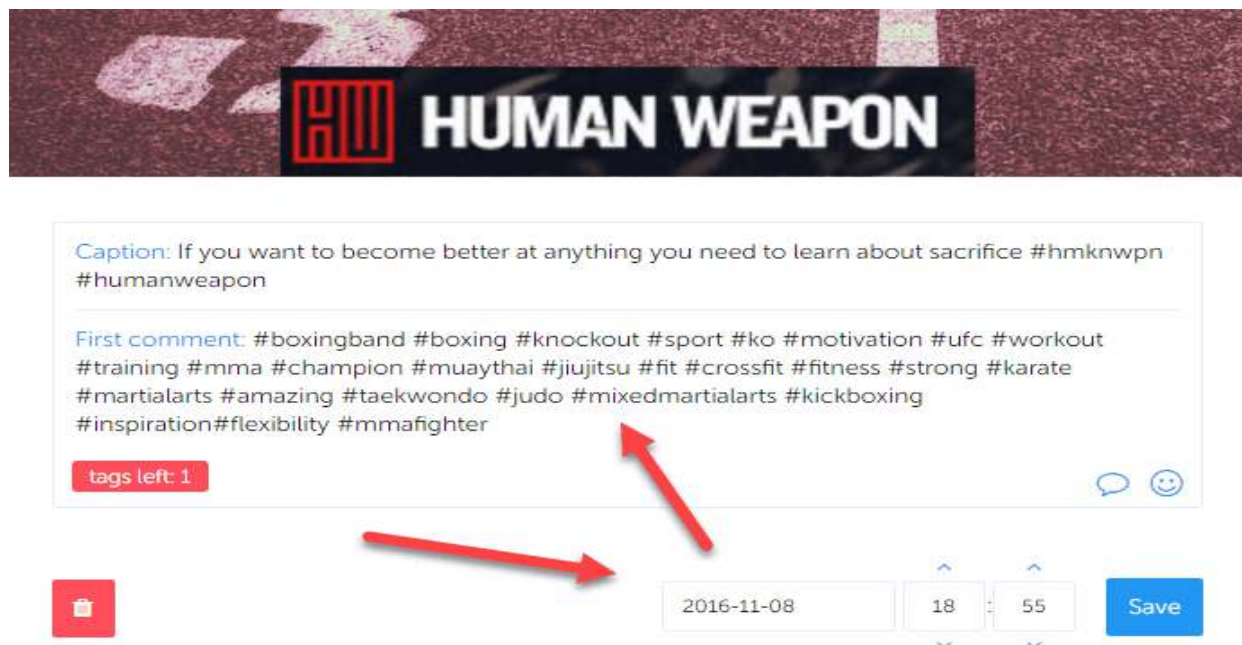 HW HUMAN WEAPON
Caption: If you want to become better at anything you need to learn about sacrifice #hmknwpn
#humanweapon
First comment: #boxingband #boxing #knockout #sport #ko #motivation #ufc #workout
#training #mma #champion #muaythai #jiujitsu #fit #crossfit #fitness #strong #karate
#martialarts #amazing #taekwondo #judo #mixedmartialarts #kickboxing
#inspiration#flexibility #mmafighter
tags left: 1
2016-11-08 18 : 55 Save